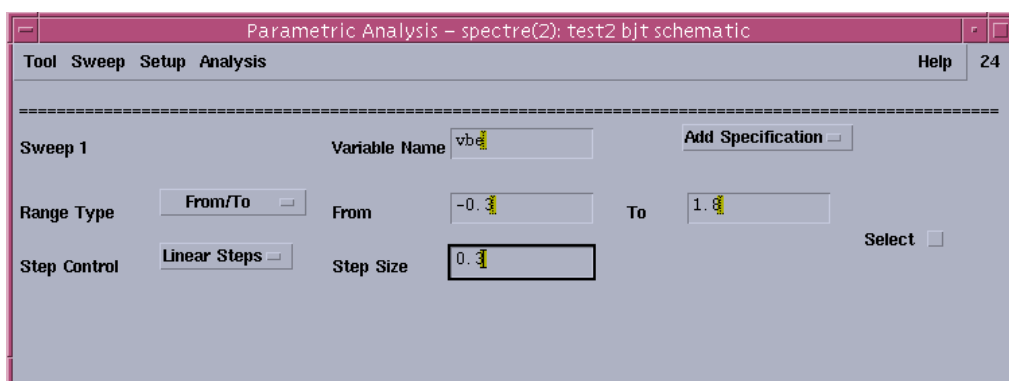 Parametric Analysis – spectre(2): test2 bjt schematic
Tool Sweep Setup Analysis Help 24
Sweep 1 Variable Name vbe Add Specification
Range Type From/To From -0.3 To 1.8
Select
Step Control Linear Steps Step Size 0.3